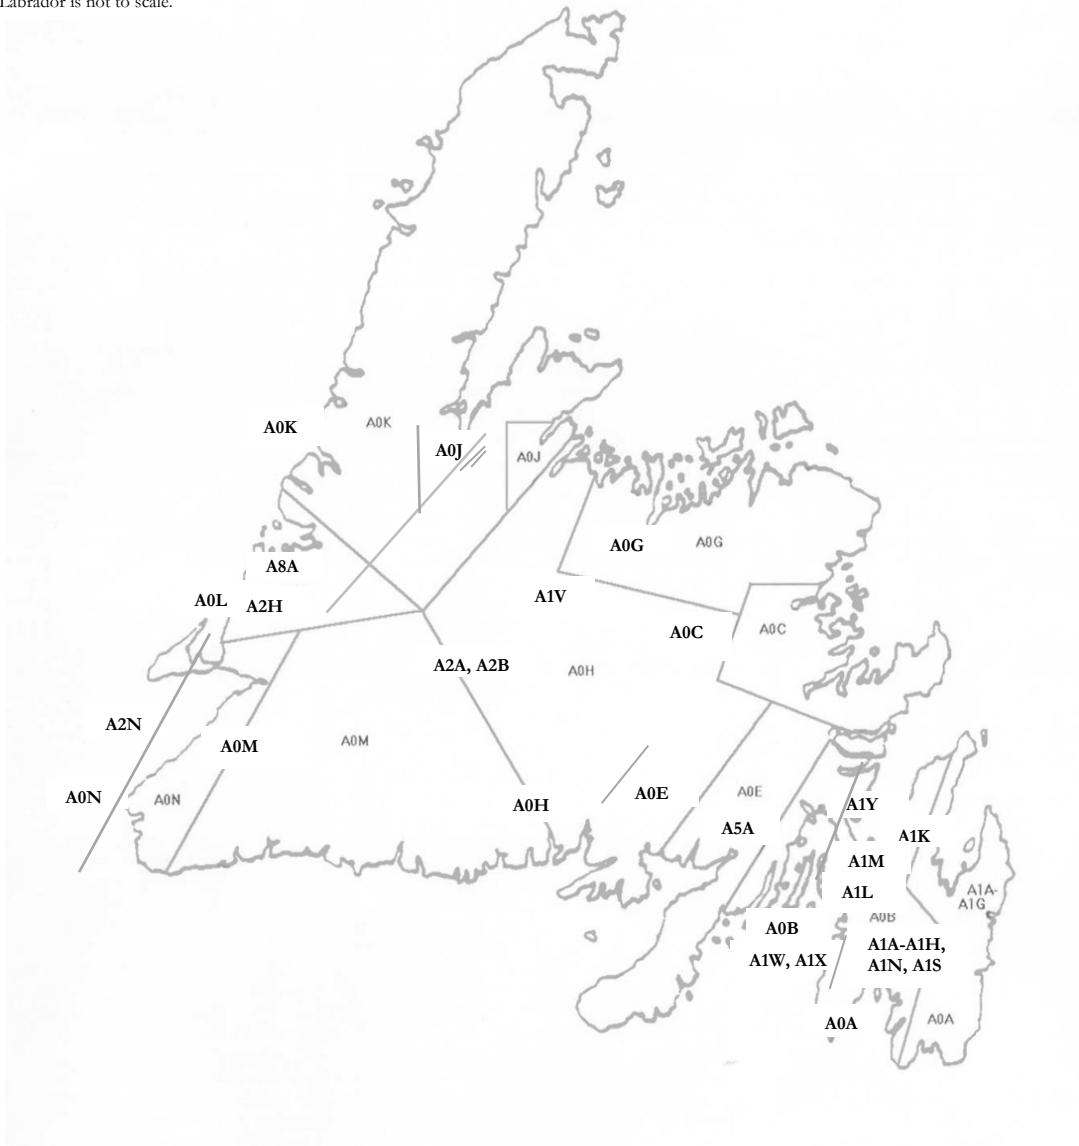 Labrador is not to scale.
A0K
A0K
A0J
A0J
A0G
A0G
A8A
A1V
A0L
A2H
A0C
A0C
A2A, A2B
A0H
A2N
A0M
A0M
A0N
A0N
A0H
A0E
A0E
A5A
A1Y
A1K
A1M
A1L
A1A-
A1G
A0B
A0B
A1A-A1H,
A1N, A1S
A1W, A1X
A0A
A0A